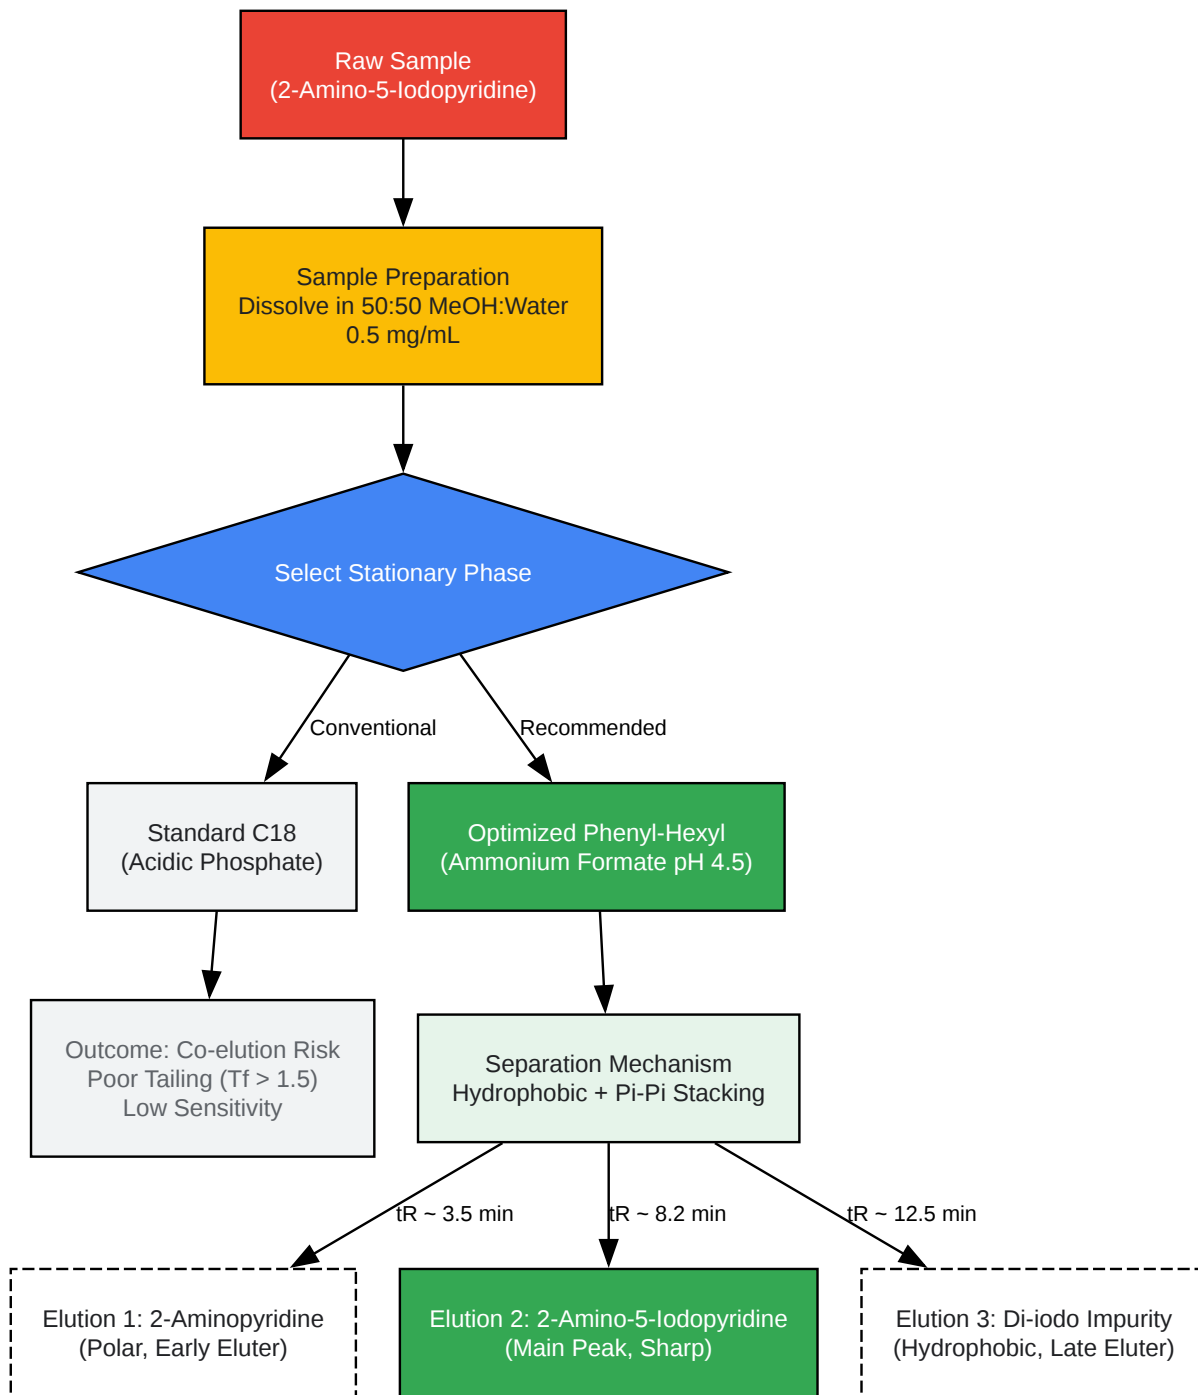 Raw Sample
(2-Amino-5-Iodopyridine)
Sample Preparation
Dissolve in 50:50 MeOH:Water
0.5 mg/mL
Select Stationary Phase
Conventional
Recommended
Standard C18
(Acidic Phosphate)
Optimized Phenyl-Hexyl
(Ammonium Formate pH 4.5)
Outcome: Co-elution Risk
Poor Tailing (Tf > 1.5)
Low Sensitivity
Separation Mechanism
Hydrophobic + Pi-Pi Stacking
tR ~ 3.5 min
tR ~ 8.2 min
tR ~ 12.5 min
Elution 1: 2-Aminopyridine
(Polar, Early Eluter)
Elution 2: 2-Amino-5-Iodopyridine
(Main Peak, Sharp)
Elution 3: Di-iodo Impurity
(Hydrophobic, Late Eluter)